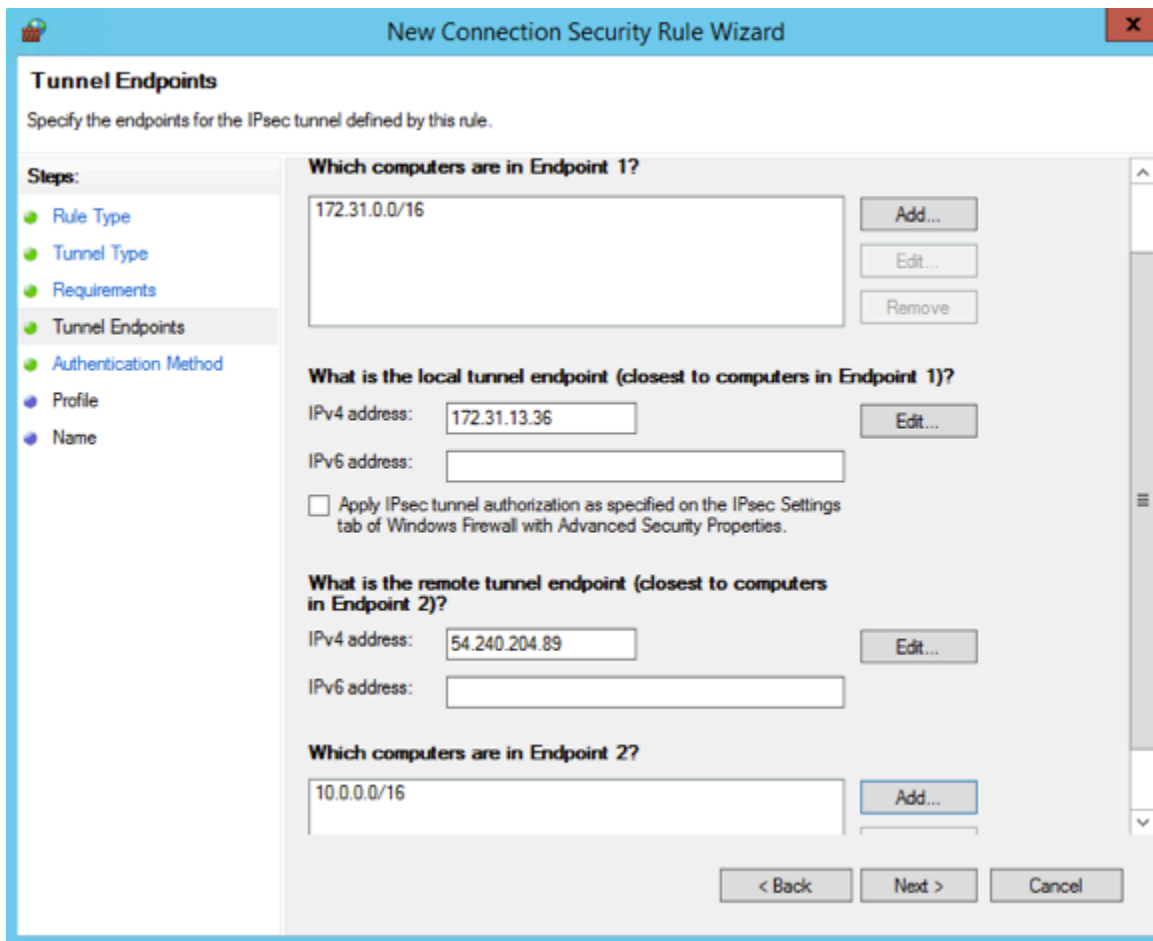 New Connection Security Rule Wizard
x
Tunnel Endpoints
Specify the endpoints for the IPsec tunnel defined by this rule.
Steps:
Rule Type
Tunnel Type
Requirements
Tunnel Endpoints
Authentication Method
Profile
Name
Which computers are in Endpoint 1?
172.31.0.0/16
Add...
Edit...
Remove
What is the local tunnel endpoint (closest to computers in Endpoint 1)?
IPv4 address: 172.31.13.36 Edit...
IPv6 address:
Apply IPsec tunnel authorization as specified on the IPsec Settings
tab of Windows Firewall with Advanced Security Properties.
What is the remote tunnel endpoint (closest to computers
in Endpoint 2)?
IPv4 address: 54.240.204.89 Edit...
IPv6 address:
Which computers are in Endpoint 2?
10.0.0.0/16
Add...
< Back Next > Cancel